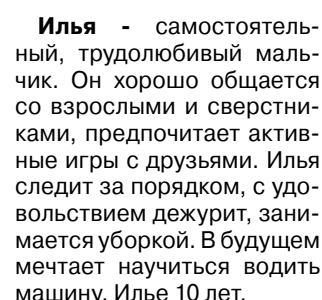 Илья - самостоятель-
ный, трудолюбивый маль-
чик. Он хорошо общается
со взрослыми и сверстни-
ками, предпочитает актив-
ные игры с друзьями. Илья
следит за порядком, с удо-
вольствием дежурит, зани-
мается уборкой. В будущем
мечтает научиться водить
машину. Илье 10 лет.